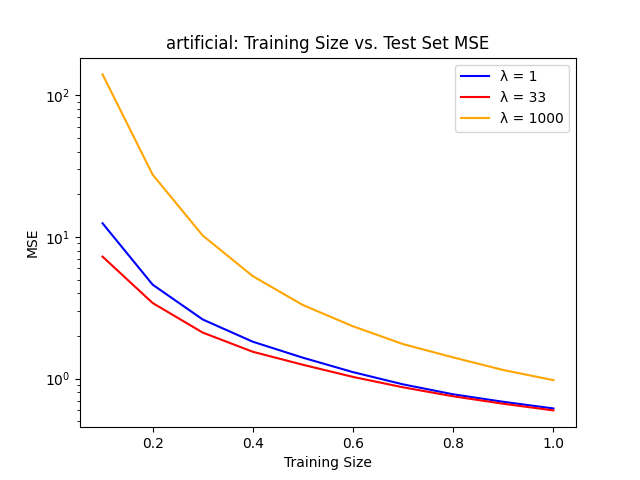 artificial: Training Size vs. Test Set MSE
λ = 1
λ = 33
λ = 1000
MSE
10²
10¹
10⁰
0.2 0.4 0.6 0.8 1.0
Training Size